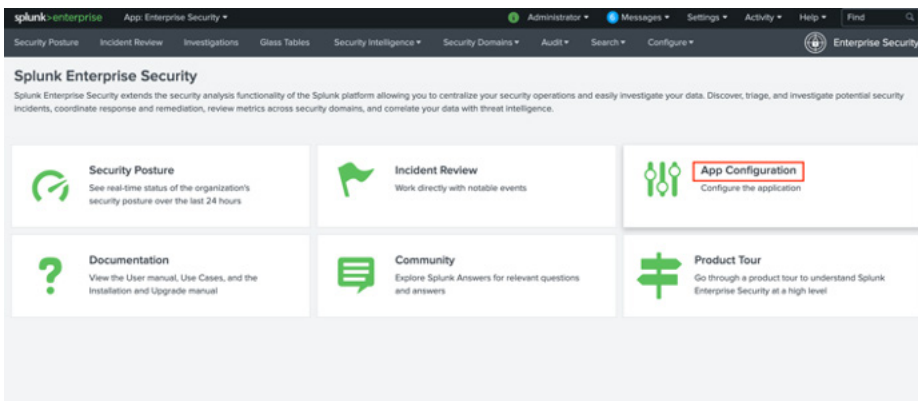 splunk>enterprise App: Enterprise Security Administrator 6 Messages Settings Activity Help Find
Security Posture Incident Review Investigations Glass Tables Security Intelligence Security Domains Audit Search Configure Enterprise Security
Splunk Enterprise Security
Splunk Enterprise Security extends the security analysis functionality of the Splunk platform allowing you to centralize your security operations and easily investigate your data. Discover, triage, and investigate potential security
incidents, coordinate response and remediation, review metrics across security domains, and correlate your data with threat intelligence.
Security Posture
See real-time status of the organization's
security posture over the last 24 hours
Incident Review
Work directly with notable events
App Configuration
Configure the application
Documentation
View the User manual, Use Cases, and the
Installation and Upgrade manual
Community
Explore Splunk Answers for relevant questions
and answers
Product Tour
Go through a product tour to understand Splunk
Enterprise Security at a high level